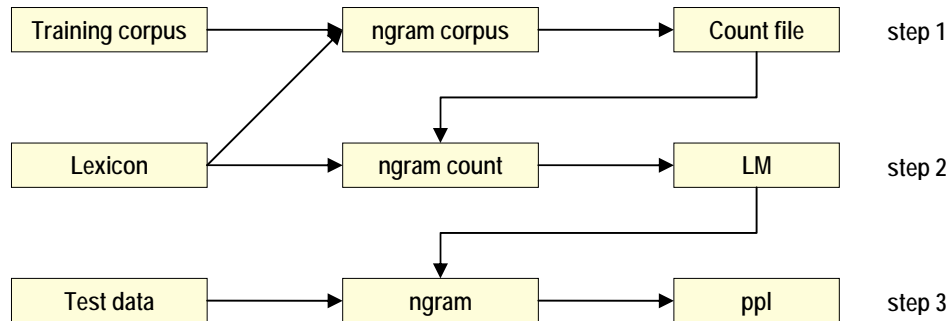 Training corpus ngram corpus Count file step 1
Lexicon ngram count LM step 2
Test data ngram ppl step 3